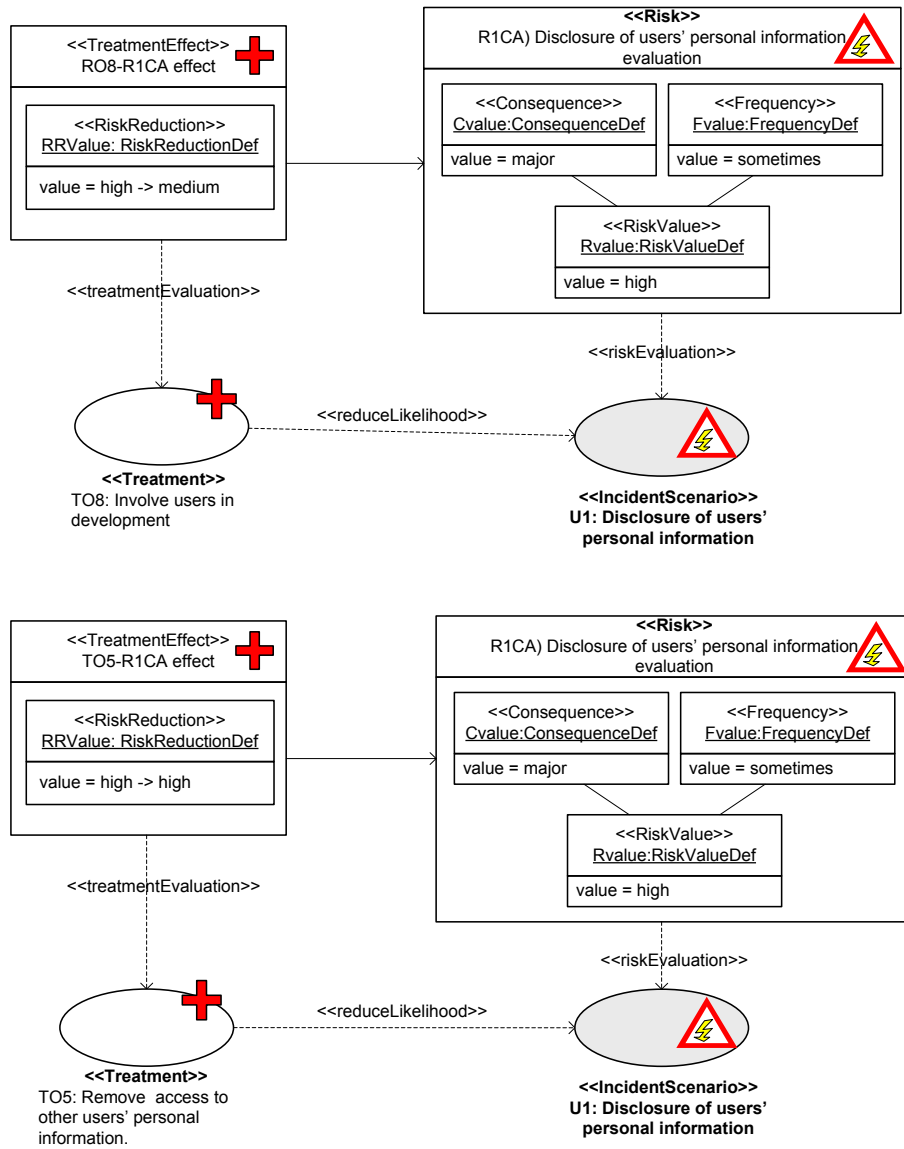 <<TreatmentEffect>>
RO8-R1CA effect
<<RiskReduction>>
RRValue: RiskReductionDef
value = high -> medium
<<Risk>>
R1CA) Disclosure of users’ personal information
evaluation
<<Consequence>>
Cvalue:ConsequenceDef
value = major
<<Frequency>>
Fvalue:FrequencyDef
value = sometimes
<<RiskValue>>
Rvalue:RiskValueDef
value = high
<<treatmentEvaluation>>
<<riskEvaluation>>
<<reduceLikelihood>>
<<Treatment>>
TO8: Involve users in
development
<<IncidentScenario>>
U1: Disclosure of users’
personal information
<<TreatmentEffect>>
TO5-R1CA effect
<<RiskReduction>>
RRValue: RiskReductionDef
value = high -> high
<<Risk>>
R1CA) Disclosure of users’ personal information
evaluation
<<Consequence>>
Cvalue:ConsequenceDef
value = major
<<Frequency>>
Fvalue:FrequencyDef
value = sometimes
<<RiskValue>>
Rvalue:RiskValueDef
value = high
<<treatmentEvaluation>>
<<riskEvaluation>>
<<reduceLikelihood>>
<<Treatment>>
TO5: Remove  access to
other users’ personal
information.
<<IncidentScenario>>
U1: Disclosure of users’
personal information